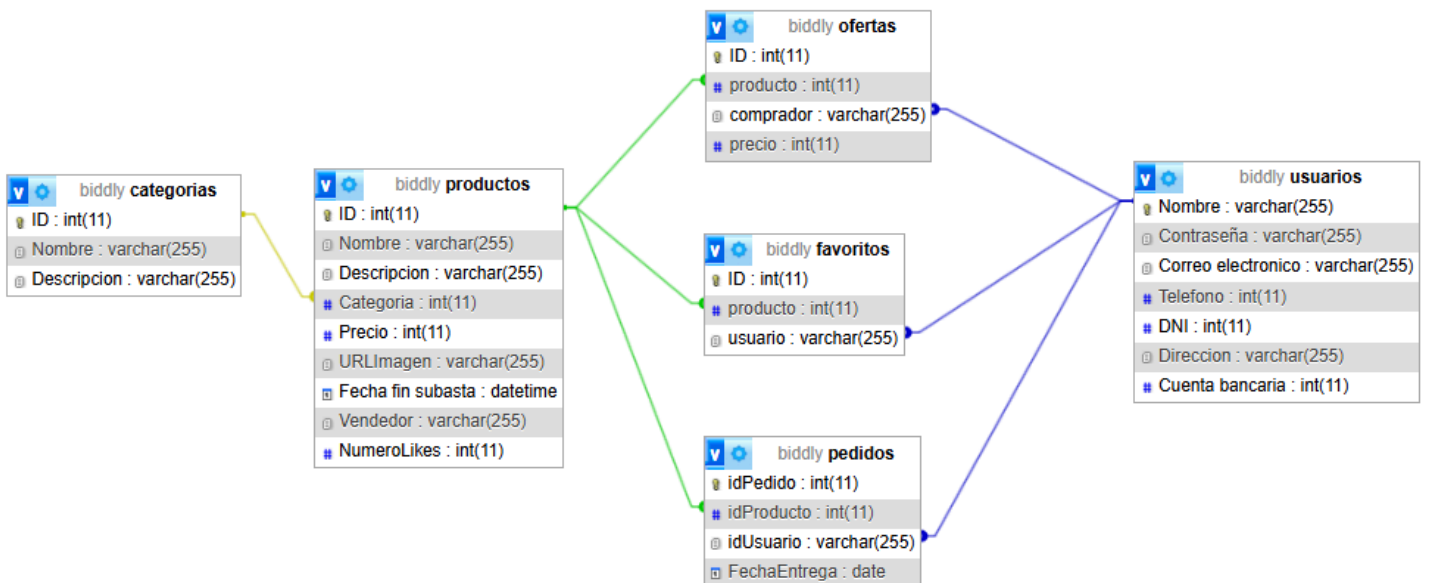 biddly categorias
ID : int(11)
Nombre : varchar(255)
Descripcion : varchar(255)
biddly productos
ID : int(11)
Nombre : varchar(255)
Descripcion : varchar(255)
Categoria : int(11)
Precio : int(11)
URLImagen : varchar(255)
Fecha fin subasta : datetime
Vendedor : varchar(255)
NumeroLikes : int(11)
biddly ofertas
ID : int(11)
producto : int(11)
comprador : varchar(255)
precio : int(11)
biddly favoritos
ID : int(11)
producto : int(11)
usuario : varchar(255)
biddly pedidos
idPedido : int(11)
idProducto : int(11)
idUsuario : varchar(255)
FechaEntrega : date
biddly usuarios
Nombre : varchar(255)
Contraseña : varchar(255)
Correo electronico : varchar(255)
Telefono : int(11)
DNI : int(11)
Direccion : varchar(255)
Cuenta bancaria : int(11)